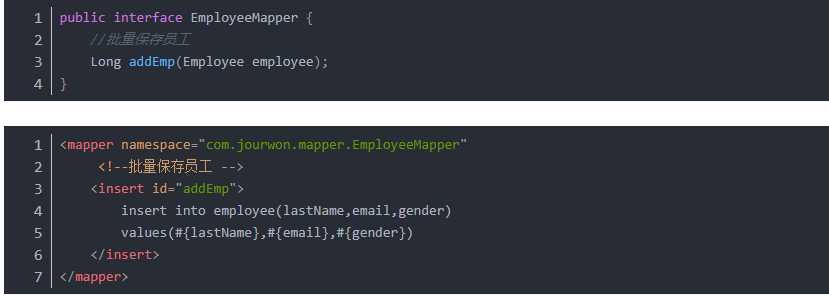 1 public interface EmployeeMapper {
2 //批量保存员工
3 Long addEmp(Employee employee);
4 }
1 <mapper namespace="com.jourwon.mapper.EmployeeMapper"
2 <!--批量保存员工 -->
3 <insert id="addEmp">
4 insert into employee(lastName,email,gender)
5 values(#{lastName},#{email},#{gender})
6 </insert>
7 </mapper>